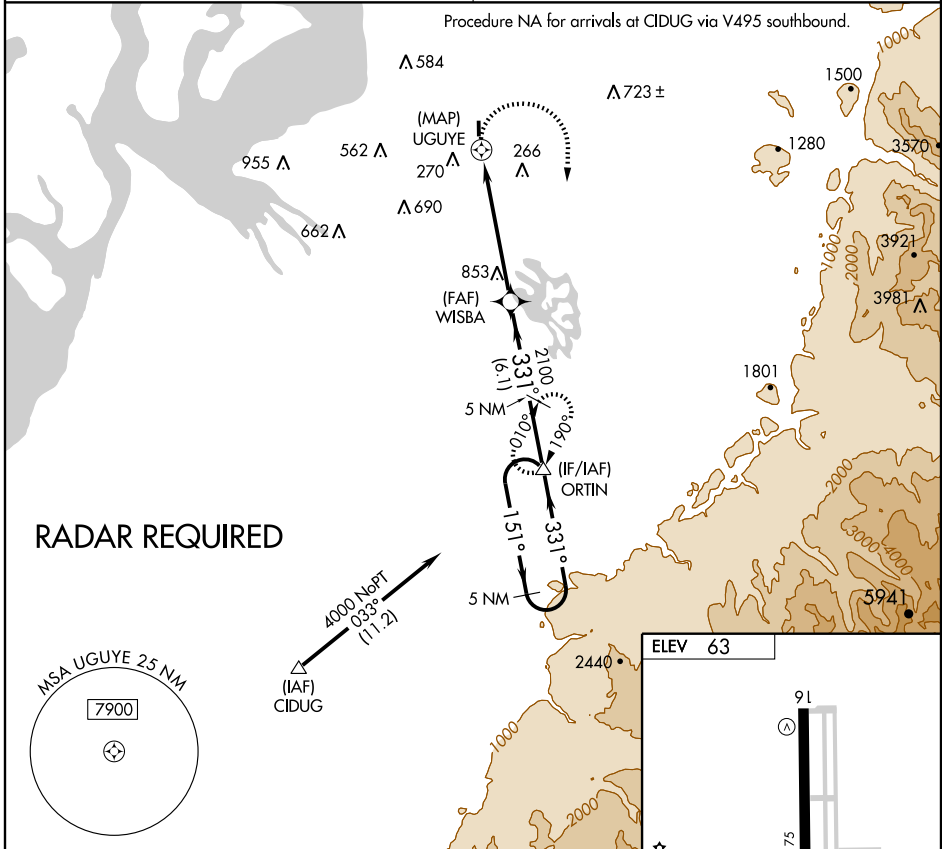 Procedure NA for arrivals at CIDUG via V495 southbound.
1000
584
723 ±
1500
(MAP)
UGUYE
1280
3570
955
562
270
266
690
662
1000
2000
3921
853
(FAF)
WISBA
3981
2100
331°
(6.1)
1801
5 NM
010°
190°
(IF/IAF)
ORTIN
2000
RADAR REQUIRED
151°
331°
3000
4000
4000 NoPT
033°
(11.2)
5 NM
5941
MSA UGUYE 25 NM
7900
(IAF)
CIDUG
2440
ELEV 63
16
V
1000
2000
75